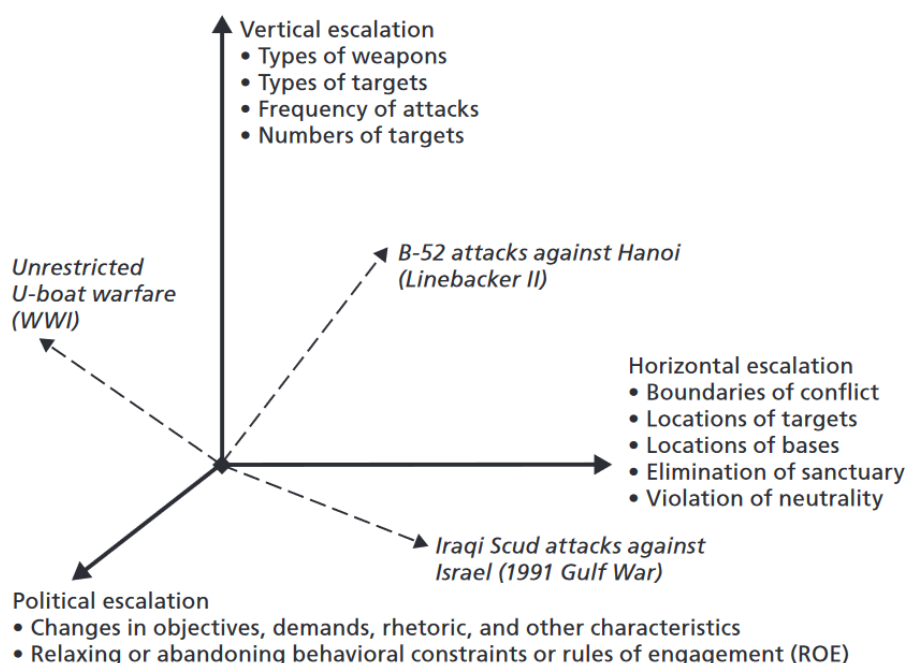 Vertical escalation
• Types of weapons
• Types of targets
• Frequency of attacks
• Numbers of targets
B-52 attacks against Hanoi
(Linebacker II)
Unrestricted
U-boat warfare
(WWI)
Horizontal escalation
• Boundaries of conflict
• Locations of targets
• Locations of bases
• Elimination of sanctuary
• Violation of neutrality
Iraqi Scud attacks against
Israel (1991 Gulf War)
Political escalation
• Changes in objectives, demands, rhetoric, and other characteristics
• Relaxing or abandoning behavioral constraints or rules of engagement (ROE)